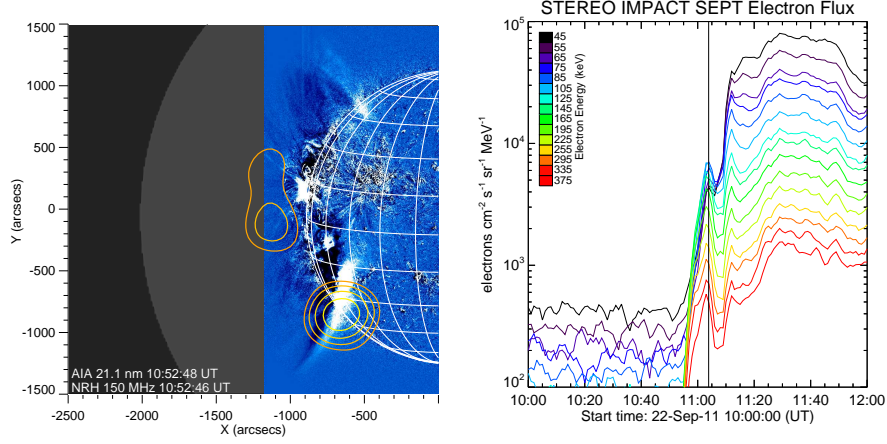 1500
1000
500
0
-500
-1000
-1500
Y (arcsecs)
AIA 21.1 nm 10:52:48 UT
NRH 150 MHz 10:52:46 UT
-2500 -2000 -1500 -1000 -500
X (arcsecs)
STEREO IMPACT SEPT Electron Flux
10^5
10^4
10^3
10^2
electrons cm^-2 s^-1 sr^-1 MeV^-1
45
55
65
75
85
105
125
145
165
195
225
255
295
335
375
Electron Energy (keV)
10:00 10:20 10:40 11:00 11:20 11:40 12:00
Start time: 22-Sep-11 10:00:00 (UT)